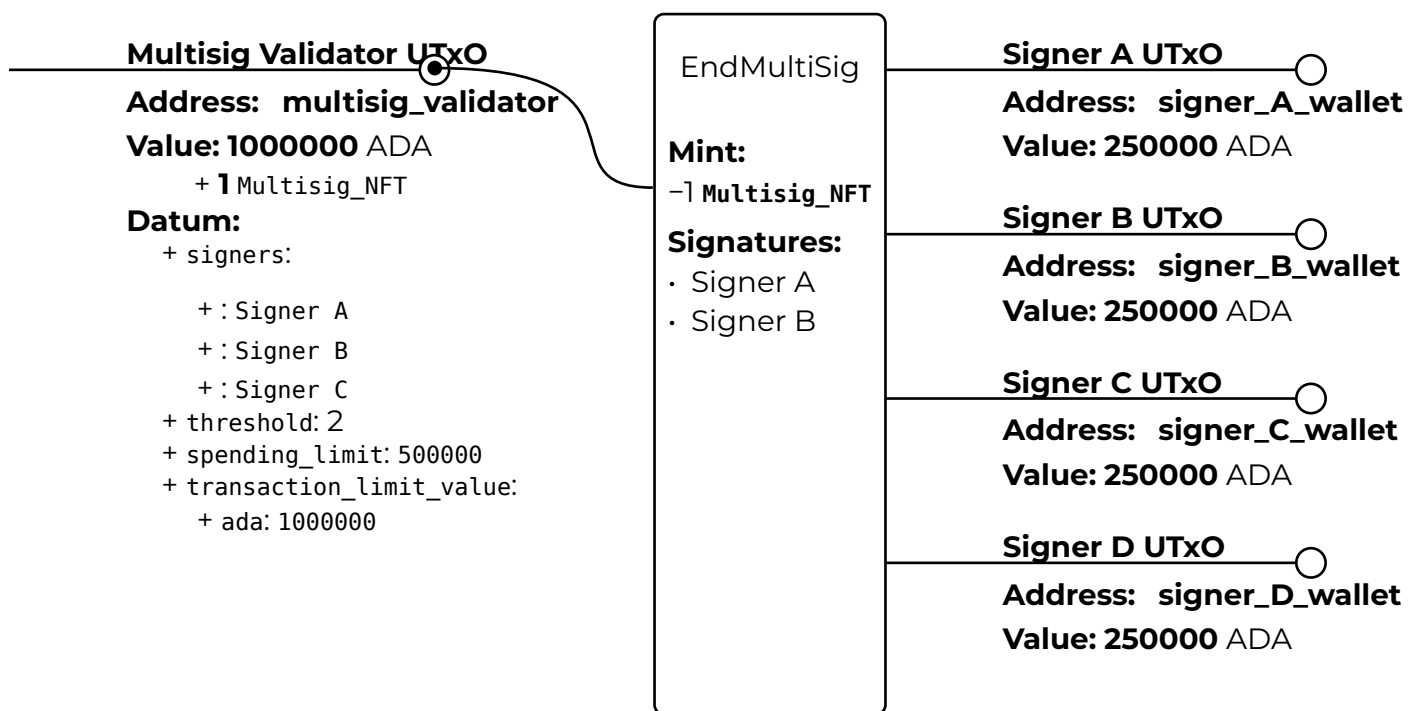 Multisig Validator UTxO
Address: multisig_validator
Value: 1000000 ADA
+ 1 Multisig_NFT
Datum:
+ signers:
+ : Signer A
+ : Signer B
+ : Signer C
+ threshold: 2
+ spending_limit: 500000
+ transaction_limit_value:
+ ada: 1000000
EndMultiSig
Mint:
−1 Multisig_NFT
Signatures:
· Signer A
· Signer B
Signer A UTxO
Address: signer_A_wallet
Value: 250000 ADA
Signer B UTxO
Address: signer_B_wallet
Value: 250000 ADA
Signer C UTxO
Address: signer_C_wallet
Value: 250000 ADA
Signer D UTxO
Address: signer_D_wallet
Value: 250000 ADA